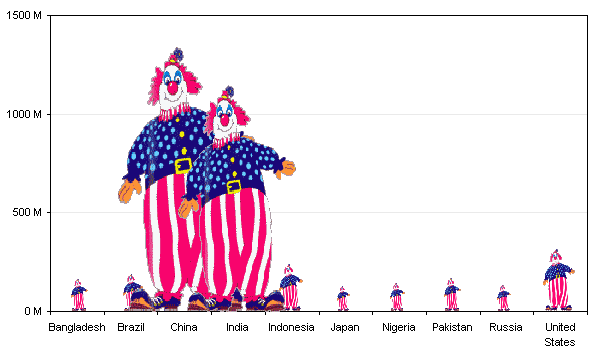 1500 M
1000 M
500 M
0 M
Bangladesh Brazil China India Indonesia Japan Nigeria Pakistan Russia United
States